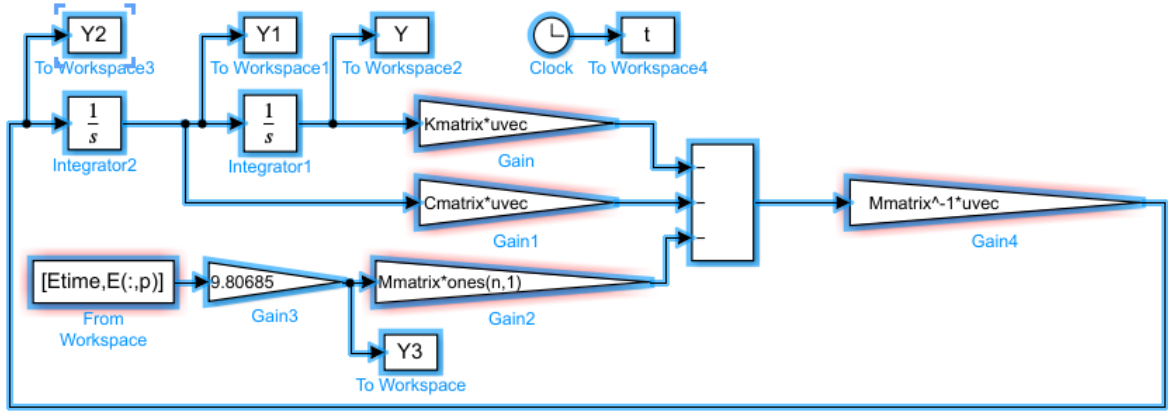 Y2
To Workspace3
Y1
To Workspace1
Y
To Workspace2
Clock
t
To Workspace4
1
s
Integrator2
1
s
Integrator1
Kmatrix*uvec
Gain
–
Cmatrix*uvec
Gain1
–
–
Mmatrix^-1*uvec
Gain4
[Etime,E(:,p)]
From
Workspace
9.80685
Gain3
Mmatrix*ones(n,1)
Gain2
Y3
To Workspace